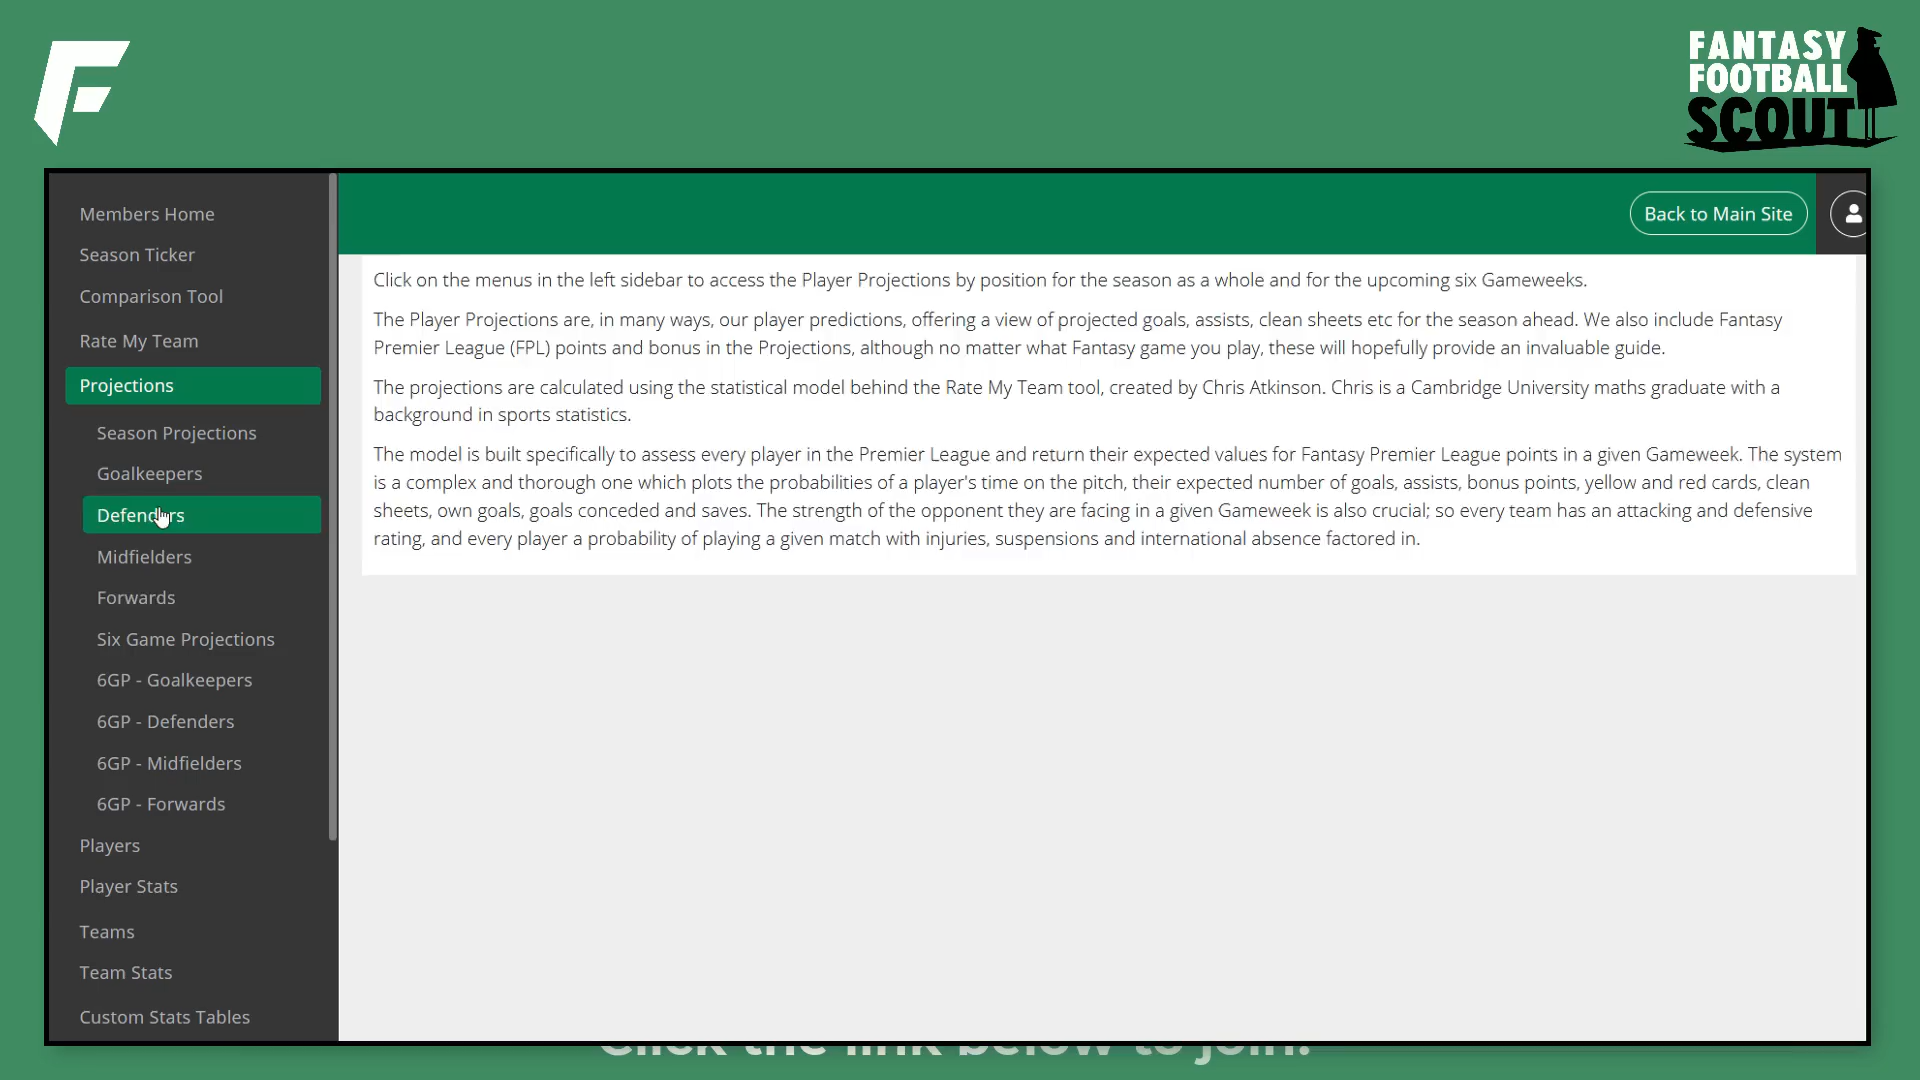 FANTASY
FOOTBALL
SCOUT
Members Home
Season Ticker
Comparison Tool
Rate My Team
Projections
Season Projections
Goalkeepers
Defenders
Midfielders
Forwards
Six Game Projections
6GP - Goalkeepers
6GP - Defenders
6GP - Midfielders
6GP - Forwards
Players
Player Stats
Teams
Team Stats
Custom Stats Tables
Back to Main Site
Click on the menus in the left sidebar to access the Player Projections by position for the season as a whole and for the upcoming six Gameweeks.
The Player Projections are, in many ways, our player predictions, offering a view of projected goals, assists, clean sheets etc for the season ahead. We also include Fantasy
Premier League (FPL) points and bonus in the Projections, although no matter what Fantasy game you play, these will hopefully provide an invaluable guide.
The projections are calculated using the statistical model behind the Rate My Team tool, created by Chris Atkinson. Chris is a Cambridge University maths graduate with a
background in sports statistics.
The model is built specifically to assess every player in the Premier League and return their expected values for Fantasy Premier League points in a given Gameweek. The system
is a complex and thorough one which plots the probabilities of a player's time on the pitch, their expected number of goals, assists, bonus points, yellow and red cards, clean
sheets, own goals, goals conceded and saves. The strength of the opponent they are facing in a given Gameweek is also crucial; so every team has an attacking and defensive
rating, and every player a probability of playing a given match with injuries, suspensions and international absence factored in.
Click the link below to join!